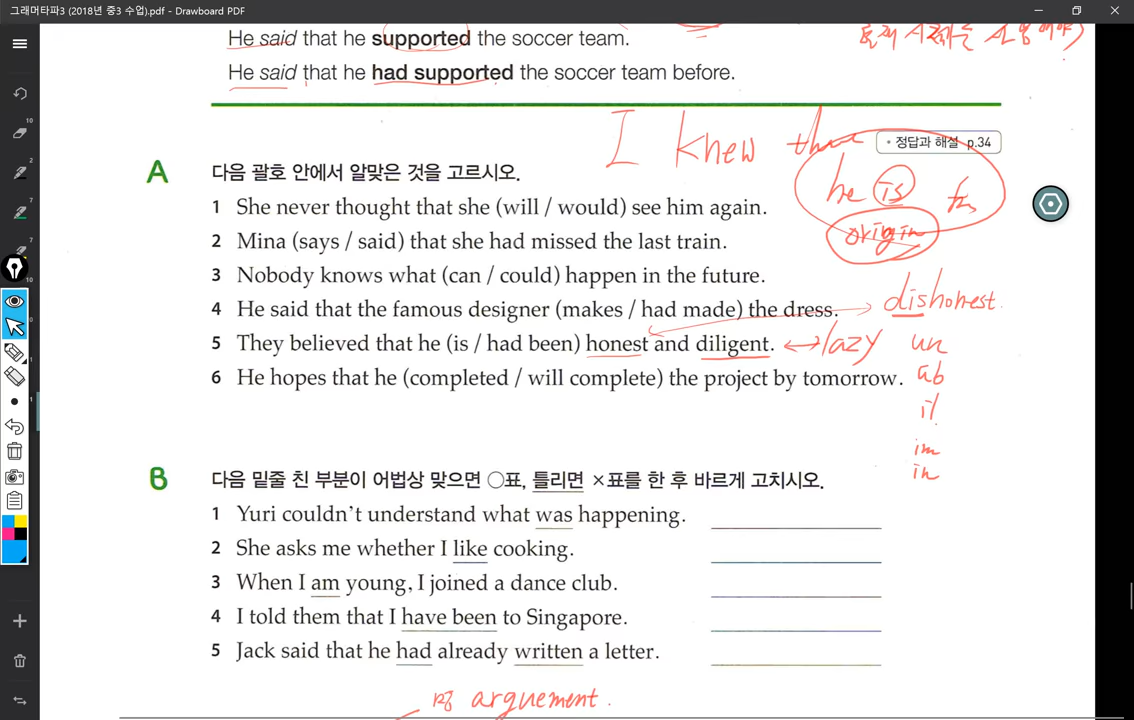 그래머타파3 (2018년 중3 수업).pdf - Drawboard PDF
He said that he supported the soccer team.
He said that he had supported the soccer team before.
I knew that
정답과 해설 p.34
he is
origin
A 다음 괄호 안에서 알맞은 것을 고르시오.
1 She never thought that she (will / would) see him again.
2 Mina (says / said) that she had missed the last train.
3 Nobody knows what (can / could) happen in the future.
4 He said that the famous designer (makes / had made) the dress.
dishonest
5 They believed that he (is / had been) honest and diligent.
lazy
un
6 He hopes that he (completed / will complete) the project by tomorrow.
ab
il
im
in
B 다음 밑줄 친 부분이 어법상 맞으면 ○표, 틀리면 ×표를 한 후 바르게 고치시오.
1 Yuri couldn't understand what was happening.
2 She asks me whether I like cooking.
3 When I am young, I joined a dance club.
4 I told them that I have been to Singapore.
5 Jack said that he had already written a letter.
arguement.